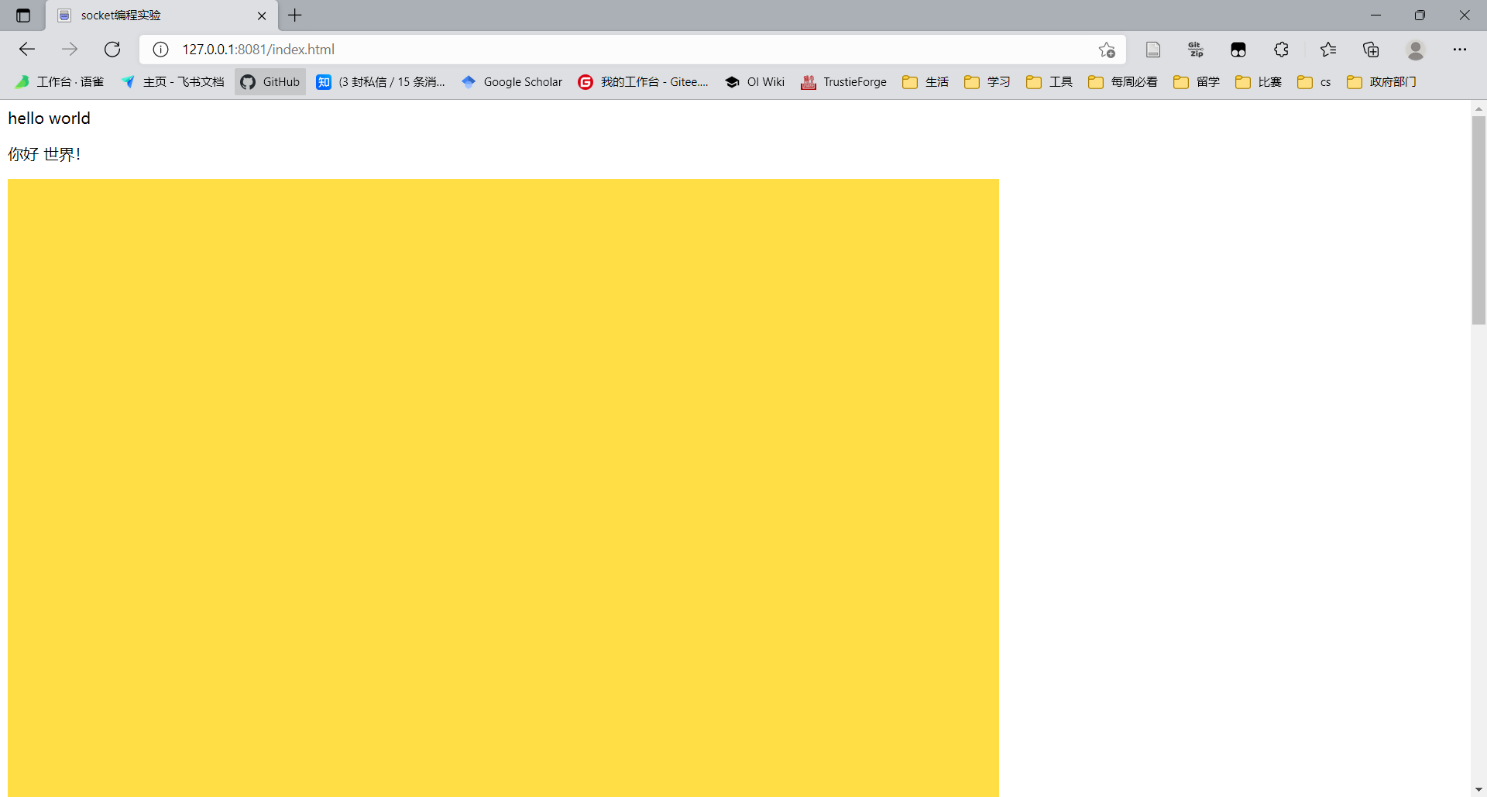 socket编程实验
127.0.0.1:8081/index.html
Git Zip
工作台 · 语雀 主页 - 飞书文档 GitHub 知 (3 封私信 / 15 条消... Google Scholar G 我的工作台 - Gitee.... OI Wiki TrustieForge 生活 学习 工具 每周必看 留学 比赛 cs 政府部门
hello world
你好 世界!